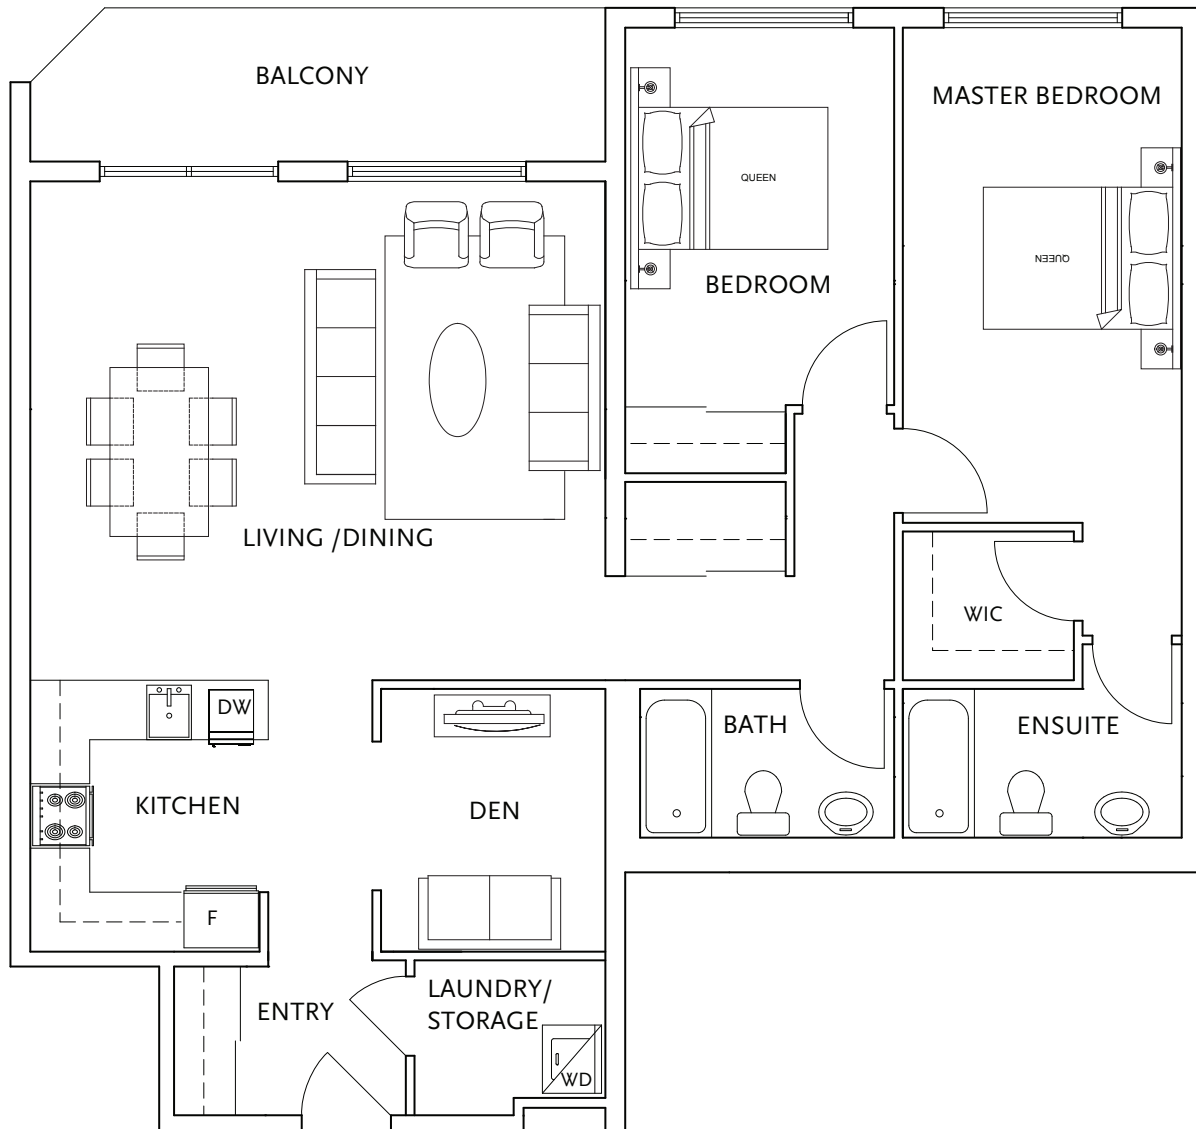 BALCONY
MASTER BEDROOM
QUEEN
QUEEN
BEDROOM
LIVING /DINING
WIC
DW
BATH
ENSUITE
KITCHEN
DEN
F
ENTRY
LAUNDRY/
STORAGE
WD